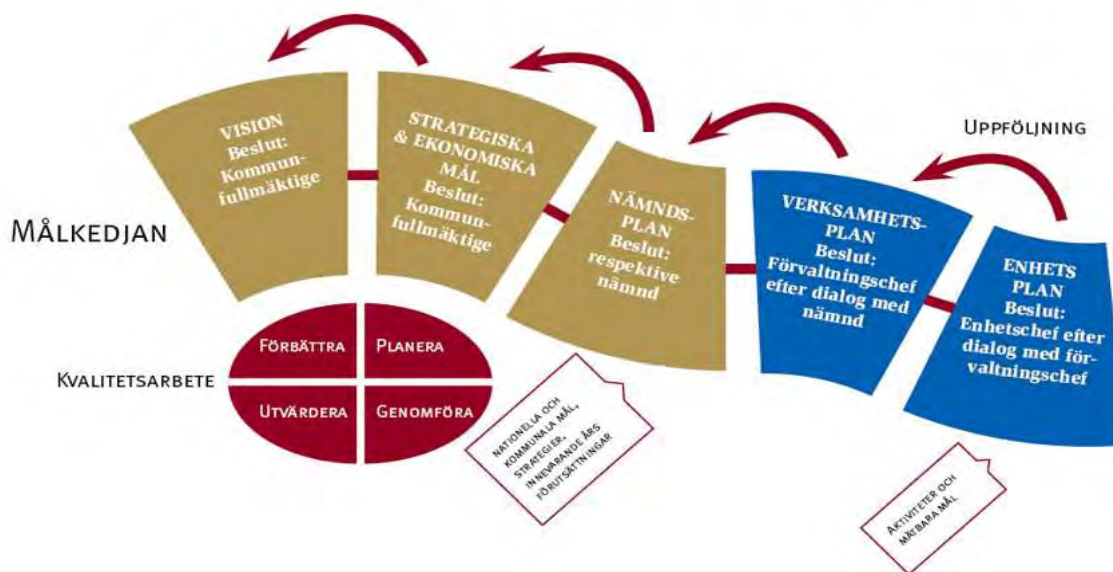 MÅLKEDJAN
VISION
Beslut:
Kommun-
fullmäktige
STRATEGISKA
& EKONOMISKA
MÅL
Beslut:
Kommun-
fullmäktige
NÄMNDS-
PLAN
Beslut:
respektive
nämnd
VERKSAMHETS-
PLAN
Beslut:
Förvaltningschef
efter dialog med
nämnd
ENHETS
PLAN
Beslut:
Enhetschef efter
dialog med för-
valtningschef
UPPFÖLJNING
KVALITETSARBETE
FÖRBÄTTRA
PLANERA
UTVÄRDERA
GENOMFÖRA
NATIONELLA OCH
KOMMUNALA MÅL,
STRATEGIER,
INNEVARANDE ÅRS
FÖRUTSÄTTNINGAR
AKTIVITETER OCH
MÄTBARA MÅL